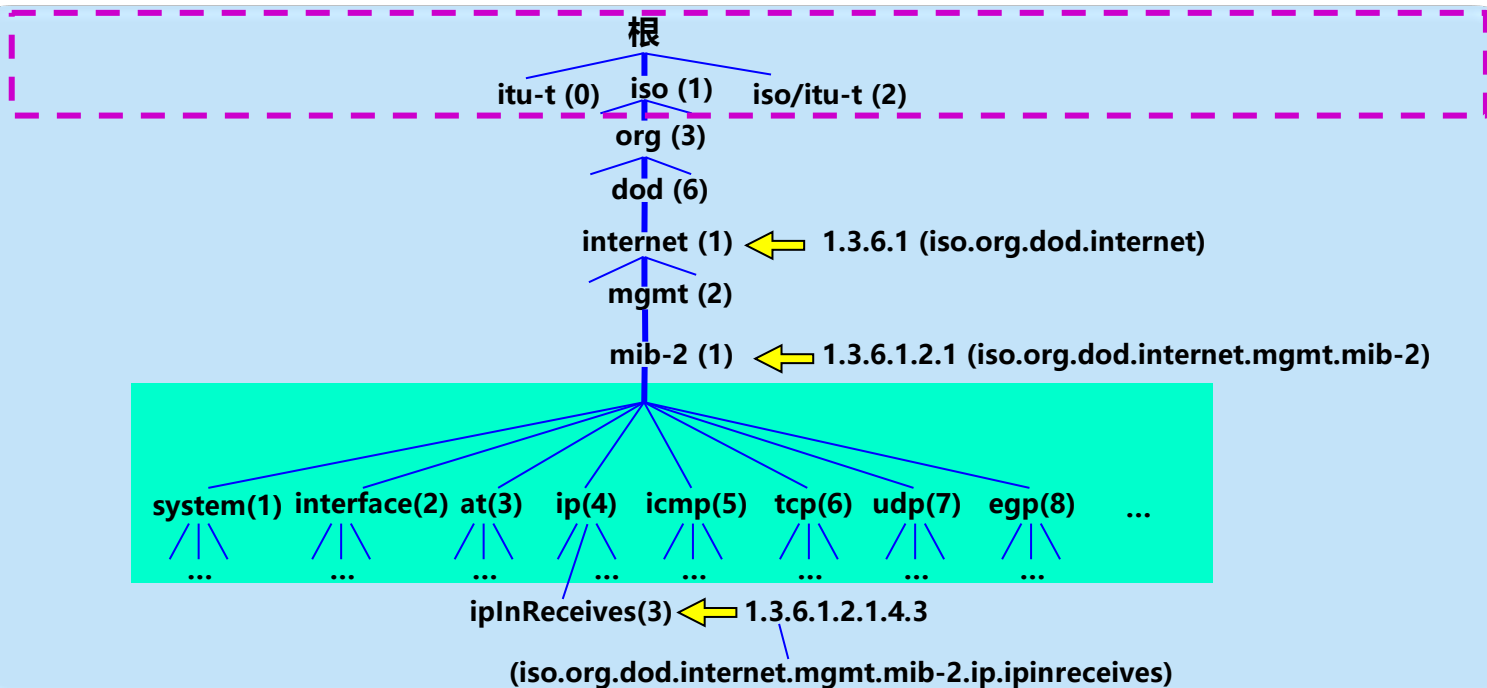 根
itu-t (0) iso (1) iso/itu-t (2)
org (3)
dod (6)
internet (1) 1.3.6.1 (iso.org.dod.internet)
mgmt (2)
mib-2 (1) 1.3.6.1.2.1 (iso.org.dod.internet.mgmt.mib-2)
system(1) interface(2) at(3) ip(4) icmp(5) tcp(6) udp(7) egp(8) ...
... ... ... ... ... ... ... ...
ipInReceives(3) 1.3.6.1.2.1.4.3
(iso.org.dod.internet.mgmt.mib-2.ip.ipinreceives)